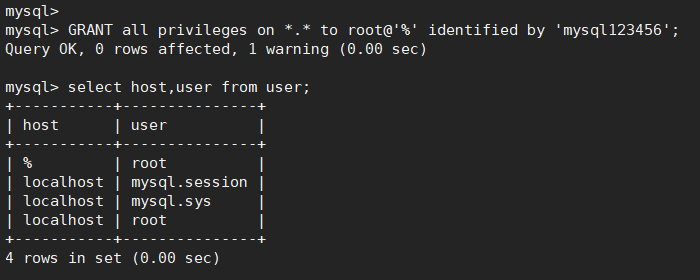 mysql>
mysql> GRANT all privileges on *.* to root@'%' identified by 'mysql123456';
Query OK, 0 rows affected, 1 warning (0.00 sec)

mysql> select host,user from user;
+-----------+---------------+
| host      | user          |
+-----------+---------------+
| %         | root          |
| localhost | mysql.session |
| localhost | mysql.sys     |
| localhost | root          |
+-----------+---------------+
4 rows in set (0.00 sec)